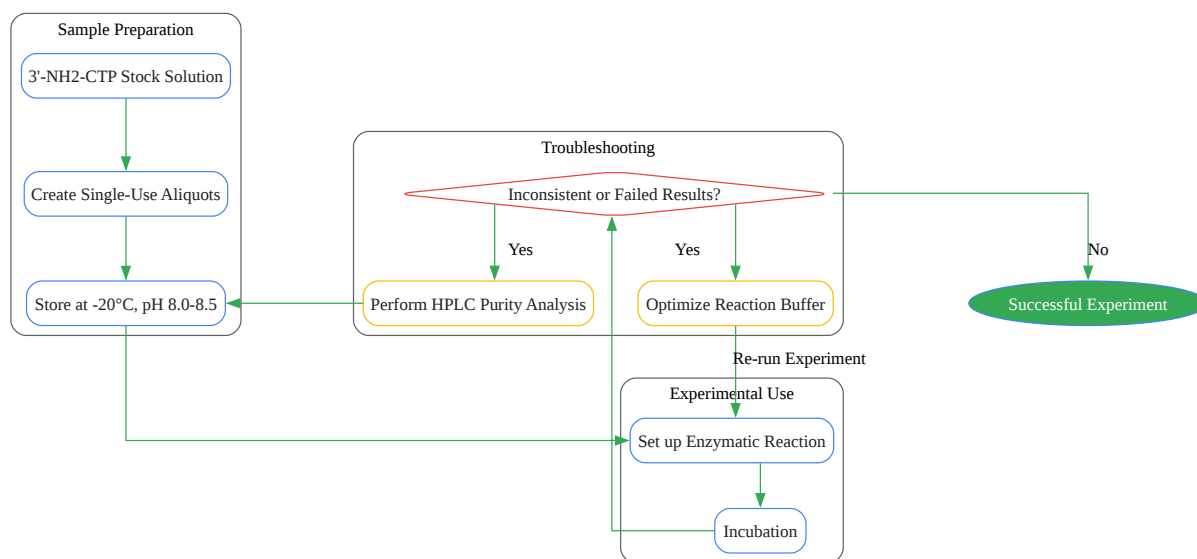 Sample Preparation
3'-NH2-CTP Stock Solution
Create Single-Use Aliquots
Store at -20°C, pH 8.0-8.5
Troubleshooting
Inconsistent or Failed Results?
Yes
Yes
No
Perform HPLC Purity Analysis
Optimize Reaction Buffer
Successful Experiment
Re-run Experiment
Experimental Use
Set up Enzymatic Reaction
Incubation